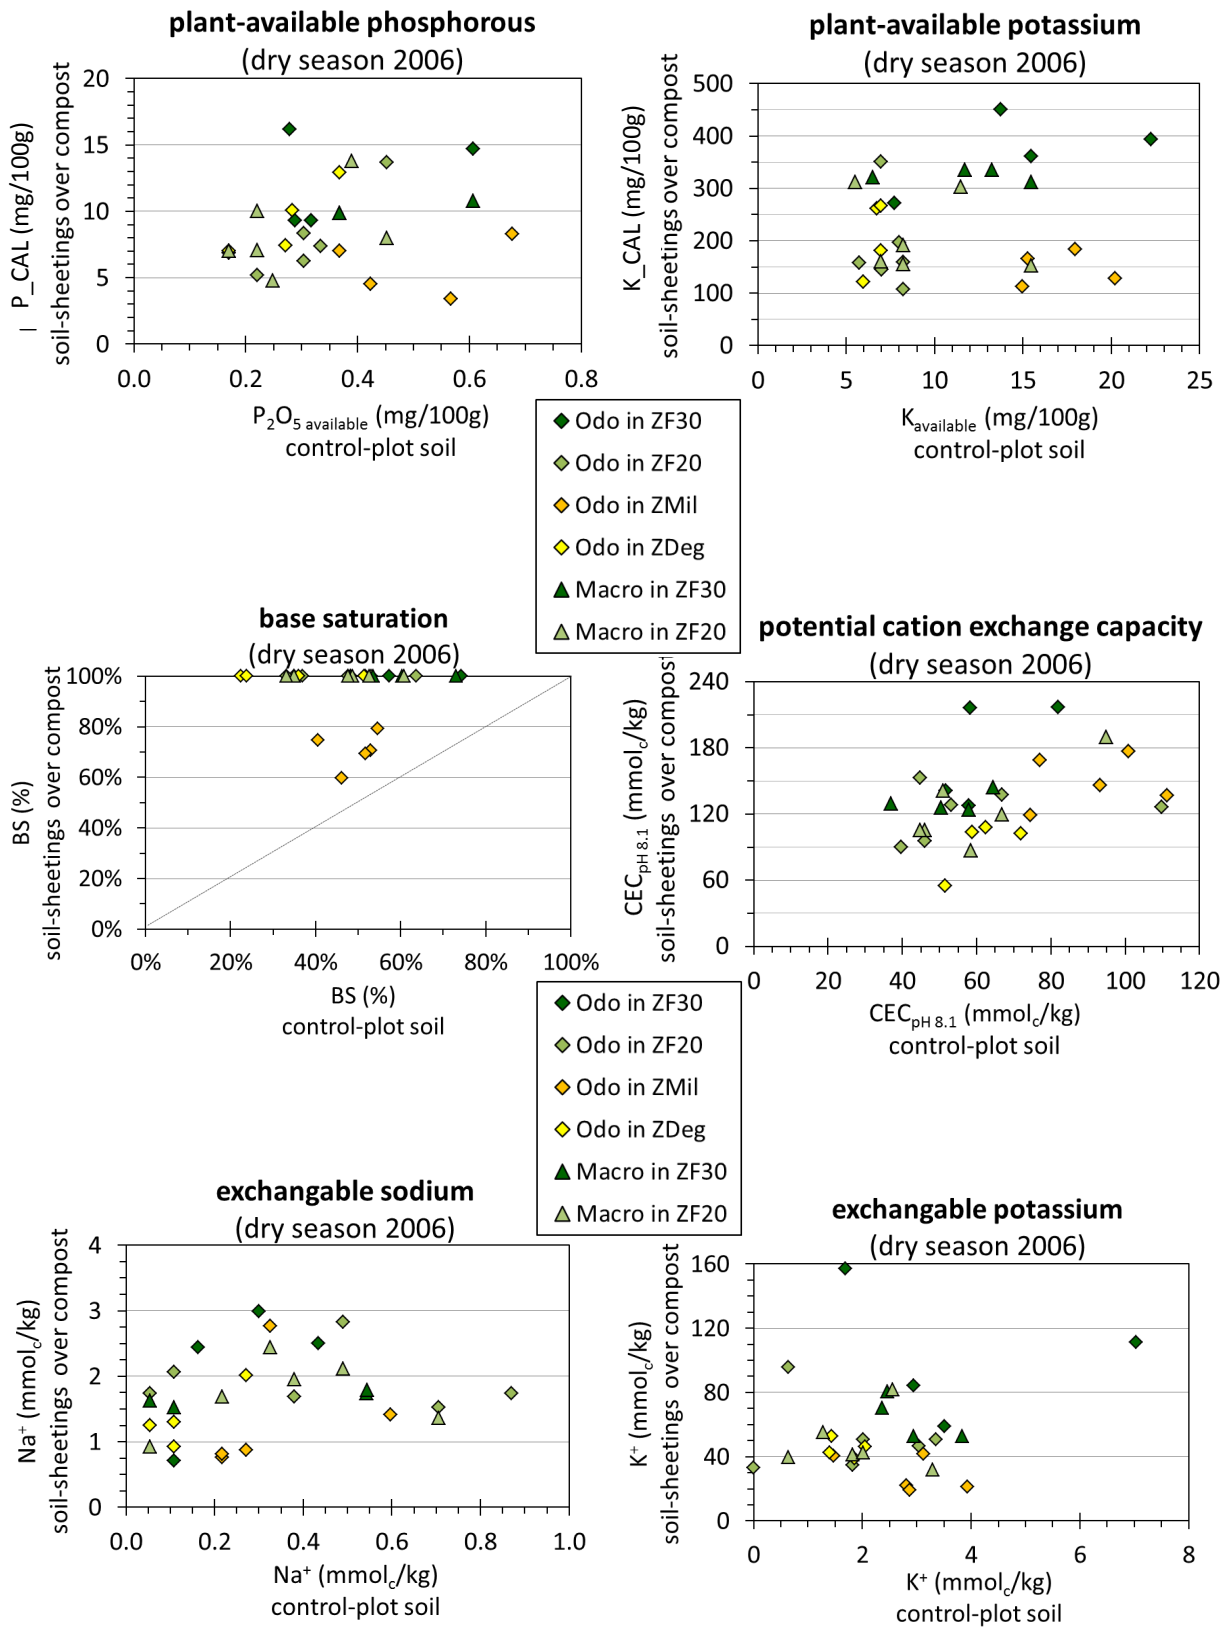 plant-available phosphorous
(dry season 2006)
| P_CAL (mg/100g)
soil-sheetings over compost
20
15
10
5
0
0.0 0.2 0.4 0.6 0.8
P₂O₅ available (mg/100g)
control-plot soil
plant-available potassium
(dry season 2006)
K_CAL (mg/100g)
soil-sheetings over compost
500
400
300
200
100
0
0 5 10 15 20 25
Kavailable (mg/100g)
control-plot soil
Odo in ZF30
Odo in ZF20
Odo in ZMil
Odo in ZDeg
Macro in ZF30
Macro in ZF20
base saturation
(dry season 2006)
BS (%)
soil-sheetings over compost
100%
80%
60%
40%
20%
0%
0% 20% 40% 60% 80% 100%
BS (%)
control-plot soil
potential cation exchange capacity
(dry season 2006)
CECpH 8.1 (mmolc/kg)
soil-sheetings over compost
240
180
120
60
0
0 20 40 60 80 100 120
CECpH 8.1 (mmolc/kg)
control-plot soil
Odo in ZF30
Odo in ZF20
Odo in ZMil
Odo in ZDeg
Macro in ZF30
Macro in ZF20
exchangable sodium
(dry season 2006)
Na⁺ (mmolc/kg)
soil-sheetings over compost
4
3
2
1
0
0.0 0.2 0.4 0.6 0.8 1.0
Na⁺ (mmolc/kg)
control-plot soil
exchangable potassium
(dry season 2006)
K⁺ (mmolc/kg)
soil-sheetings over compost
160
120
80
40
0
0 2 4 6 8
K⁺ (mmolc/kg)
control-plot soil